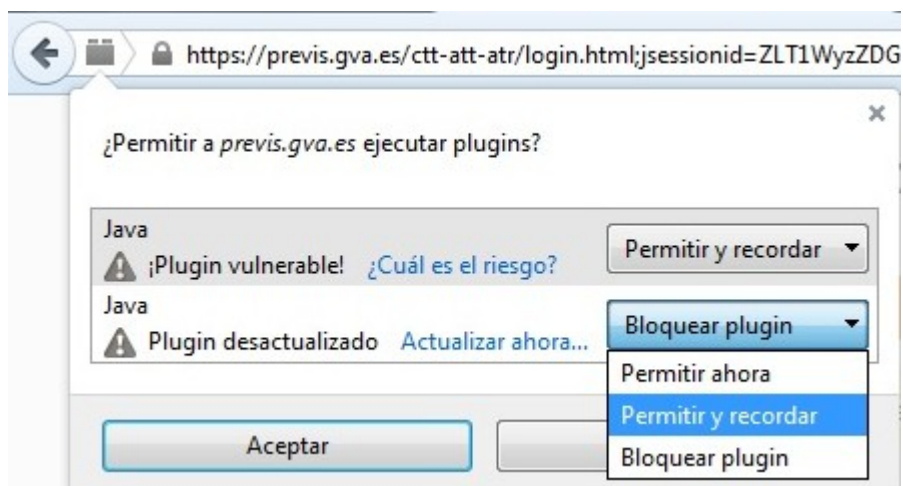 https://previs.gva.es/ctt-att-atr/login.html;jsessionid=ZLT1WyzZDG
¿Permitir a previs.gva.es ejecutar plugins?
Java
¡Plugin vulnerable! ¿Cuál es el riesgo? Permitir y recordar
Java
Plugin desactualizado Actualizar ahora... Bloquear plugin
Permitir ahora
Permitir y recordar
Aceptar
Bloquear plugin